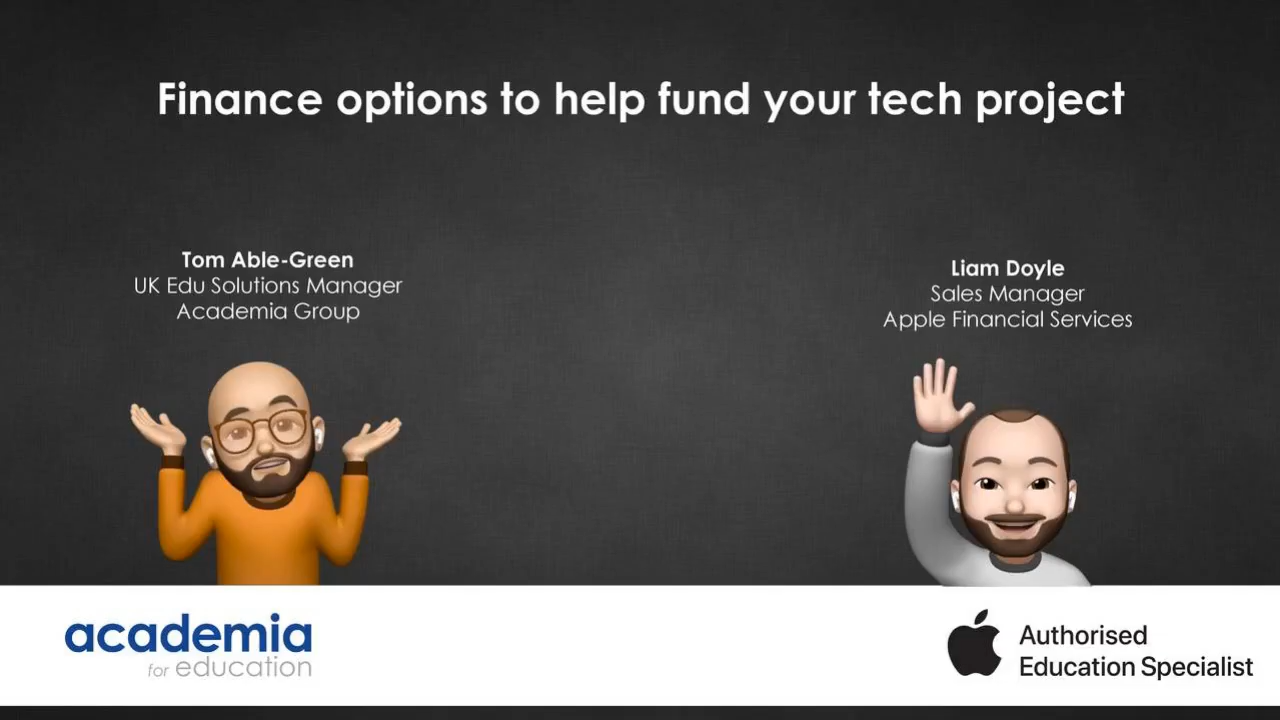 Finance options to help fund your tech project
Tom Able-Green
UK Edu Solutions Manager
Academia Group
Liam Doyle
Sales Manager
Apple Financial Services
academia
for education
Authorised
Education Specialist